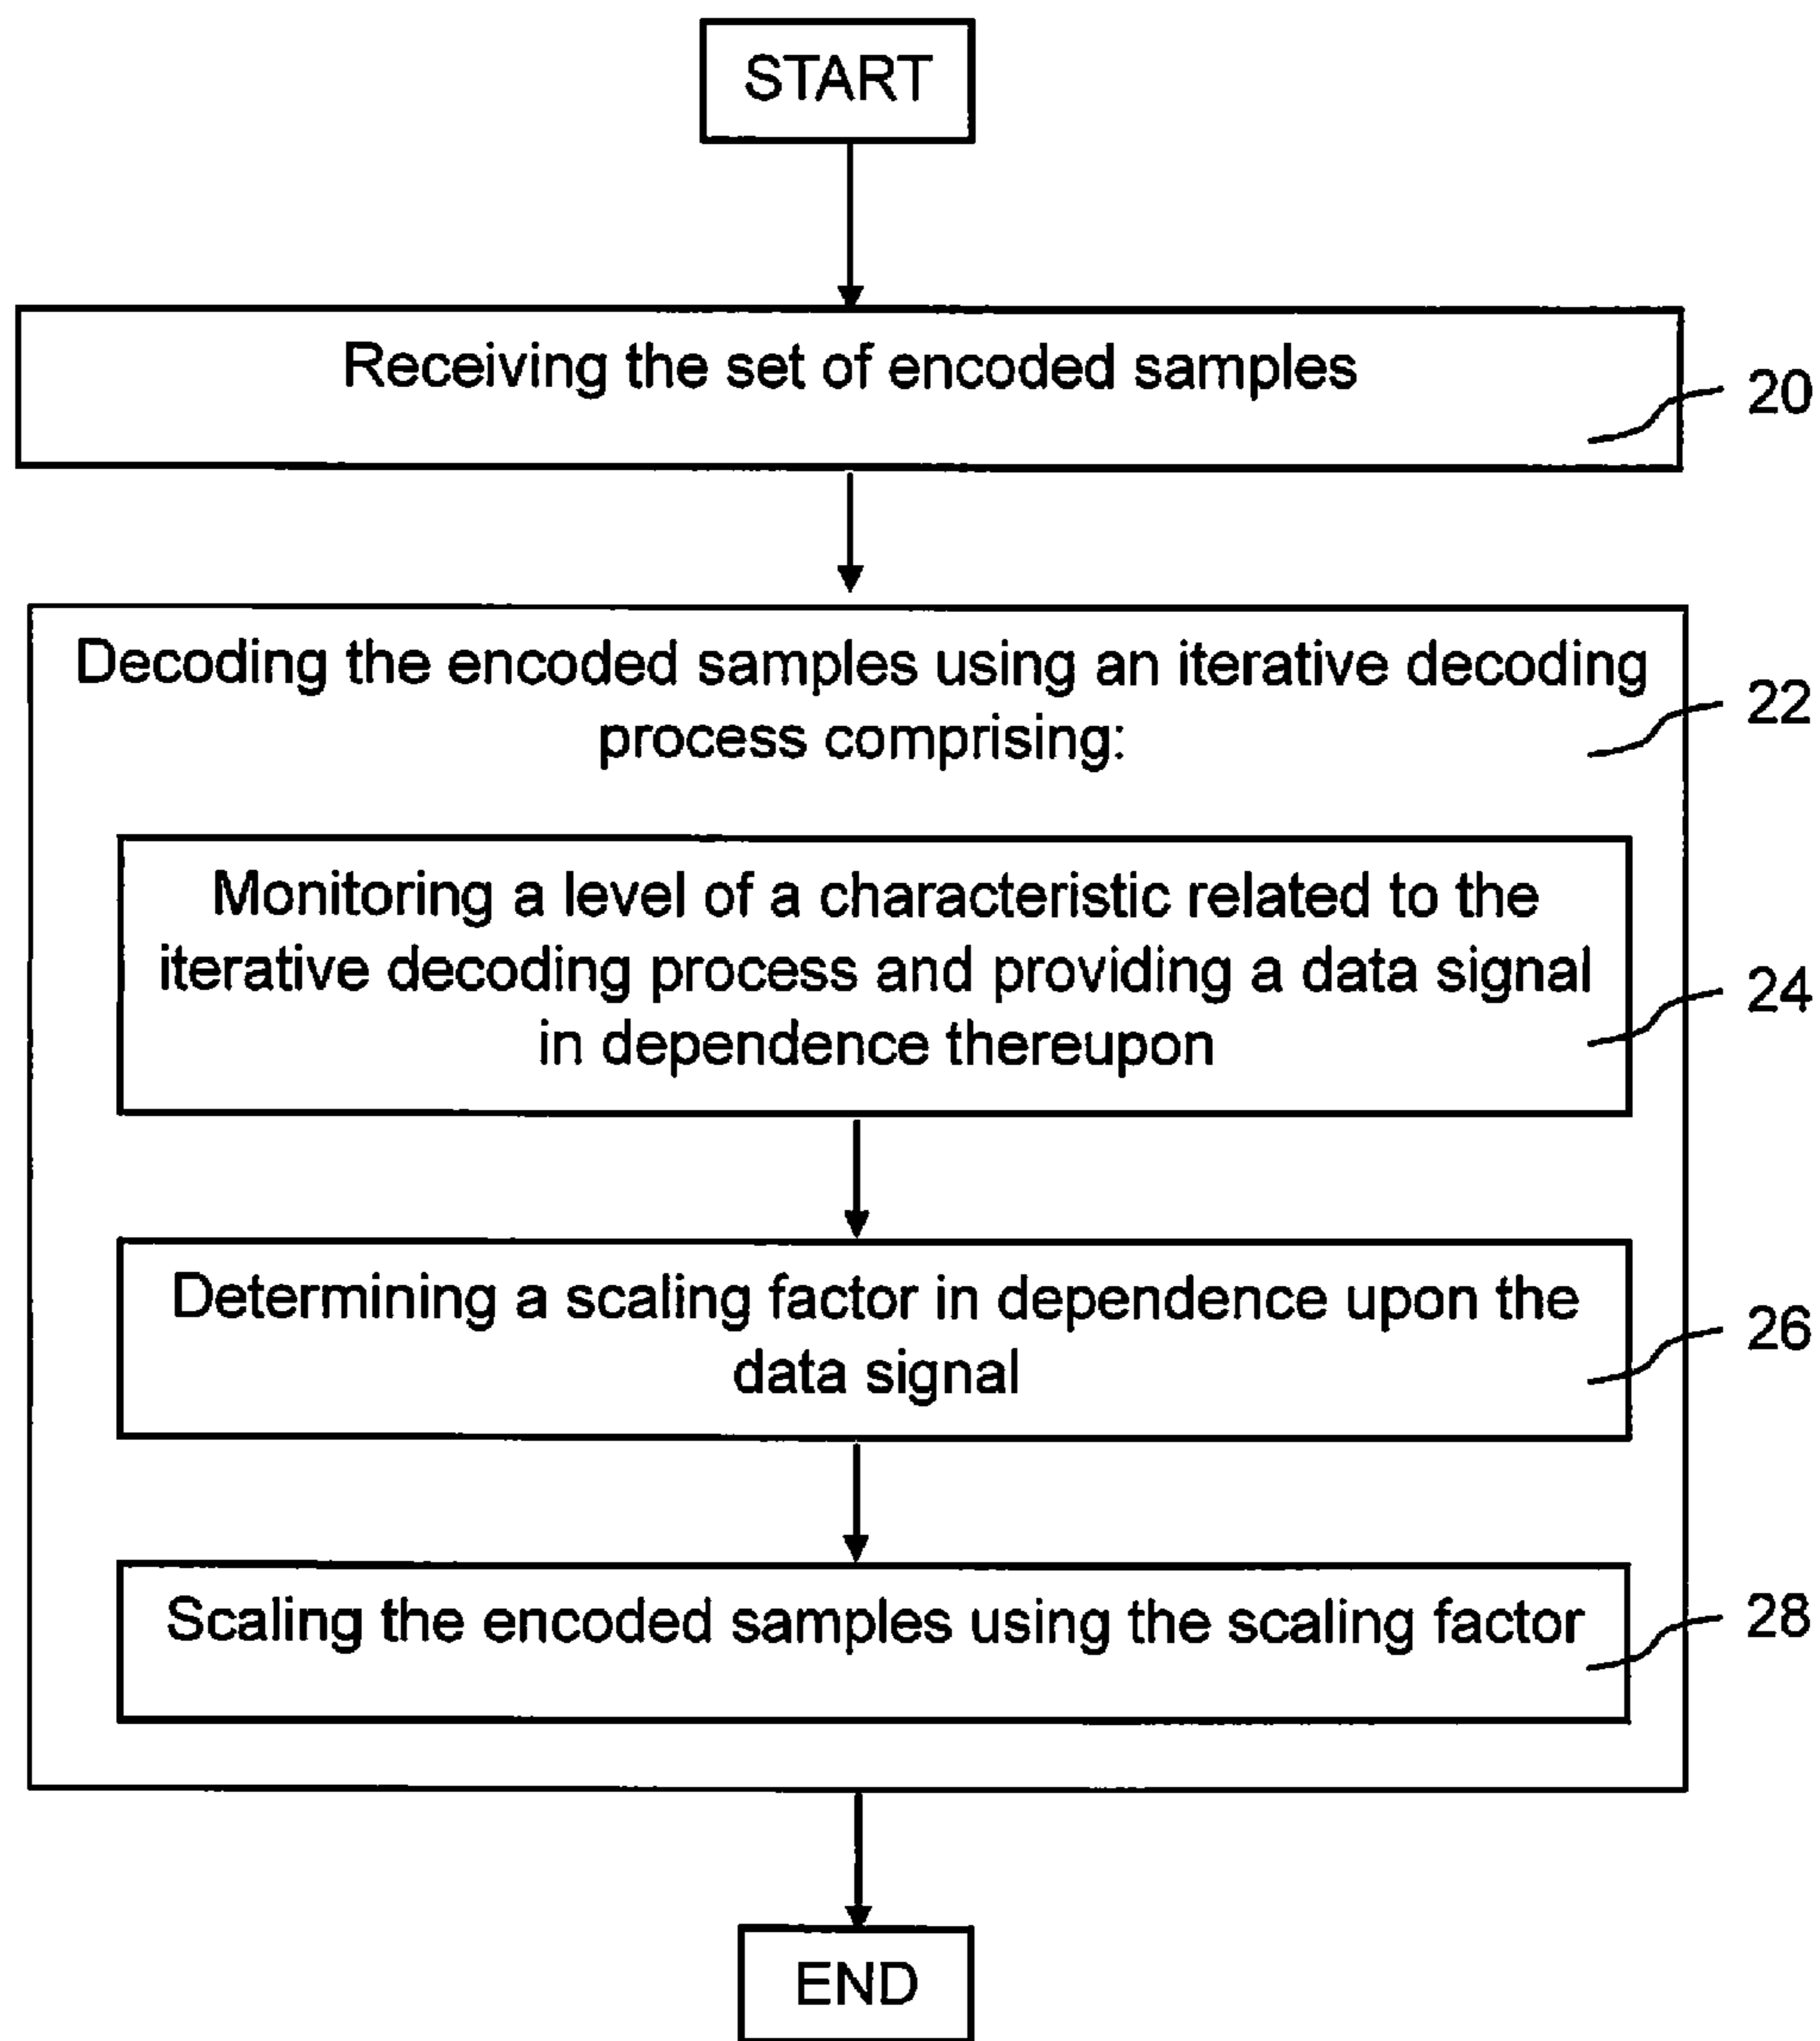 START
Receiving the set of encoded samples
20
Decoding the encoded samples using an iterative decoding
process comprising:
22
Monitoring a level of a characteristic related to the
iterative decoding process and providing a data signal
in dependence thereupon
24
Determining a scaling factor in dependence upon the
data signal
26
Scaling the encoded samples using the scaling factor
28
END